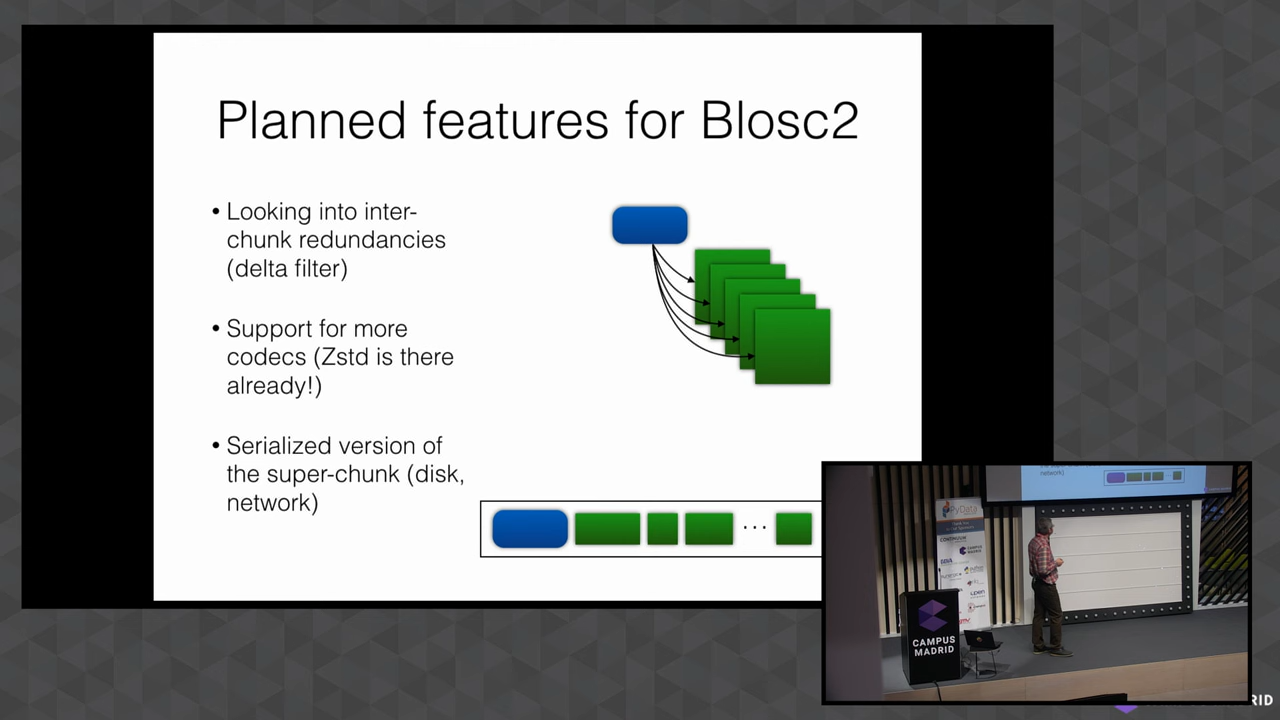 Planned features for Blosc2
• Looking into inter-
chunk redundancies
(delta filter)
• Support for more
codecs (Zstd is there
already!)
• Serialized version of
the super-chunk (disk,
network)
...
PyData
CAMPUS
MADRID